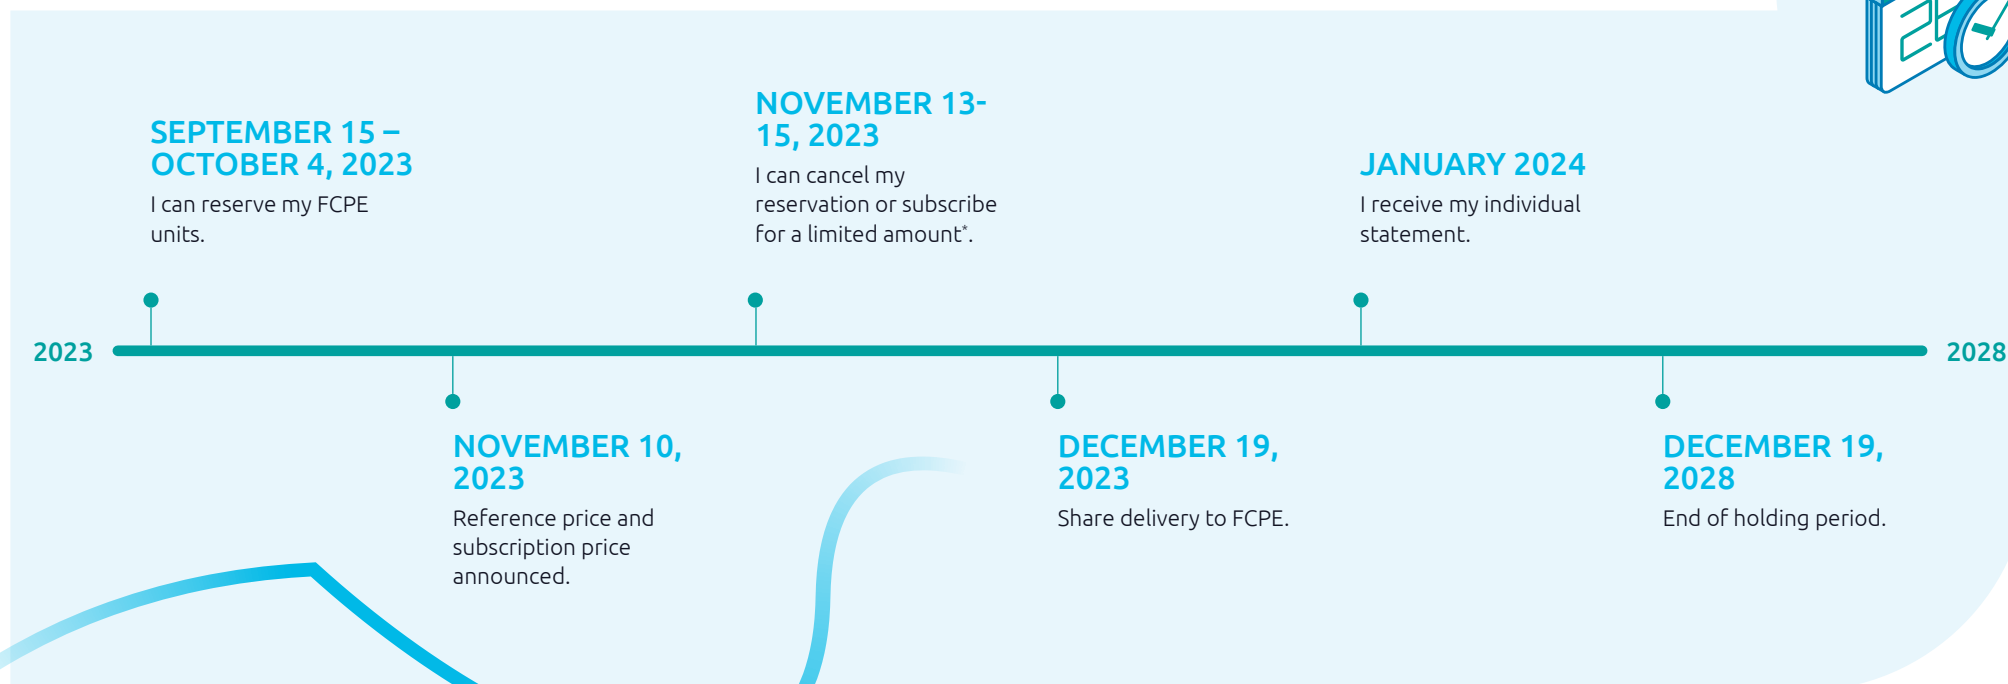 SEPTEMBER 15 –
OCTOBER 4, 2023
I can reserve my FCPE
units.
NOVEMBER 13-
15, 2023
I can cancel my
reservation or subscribe
for a limited amount*.
JANUARY 2024
I receive my individual
statement.
2023
2028
NOVEMBER 10,
2023
Reference price and
subscription price
announced.
DECEMBER 19,
2023
Share delivery to FCPE.
DECEMBER 19,
2028
End of holding period.